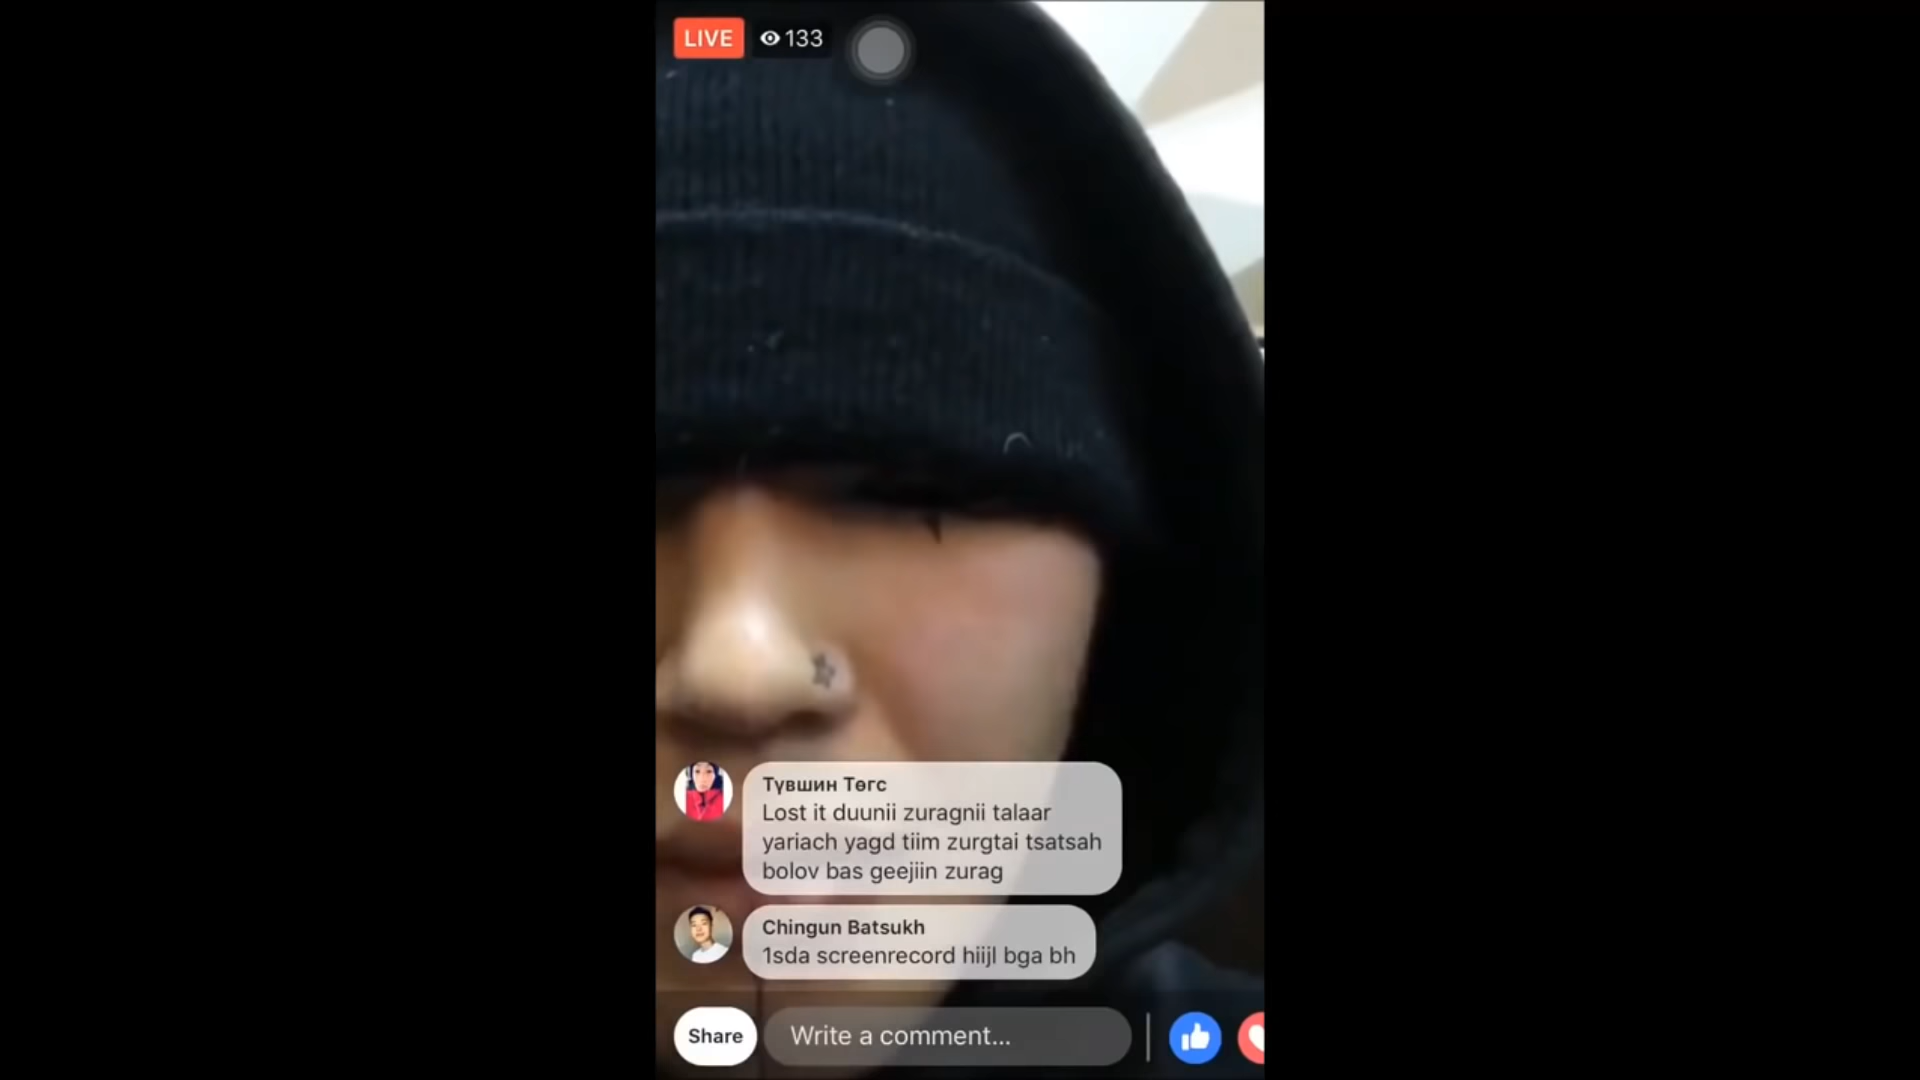 LIVE 133
Түвшин Төгс
Lost it duunii zuragnii talaar
yariach yagd tiim zurgtai tsatsah
bolov bas geejiin zurag
Chingun Batsukh
1sda screenrecord hiijl bga bh
Share Write a comment...